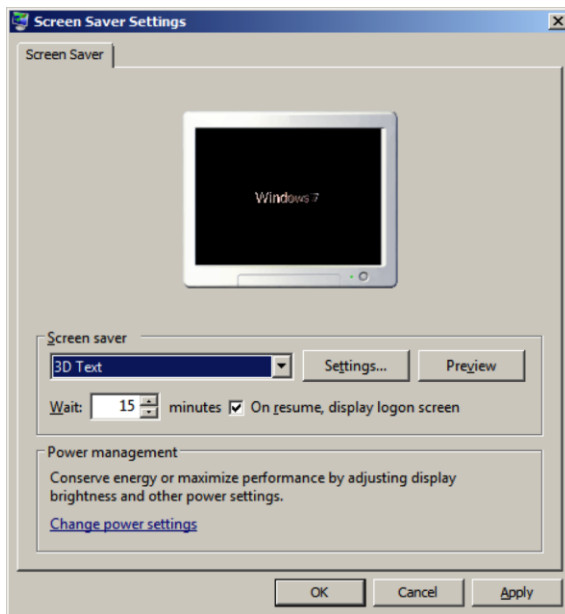 Screen Saver Settings
Screen Saver
Windows 7
Screen saver
3D Text
Settings...
Preview
Wait: 15 minutes On resume, display logon screen
Power management
Conserve energy or maximize performance by adjusting display
brightness and other power settings.
Change power settings
OK Cancel Apply